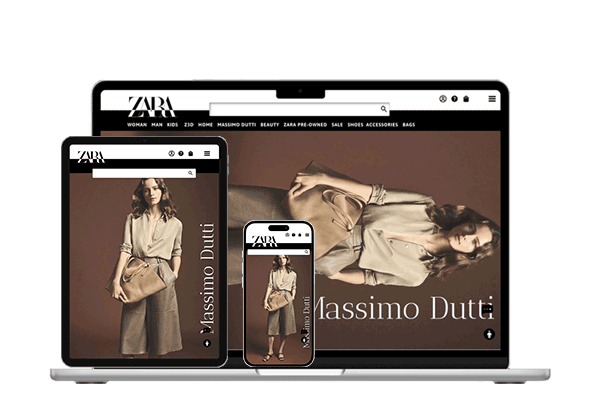 ZARA
WOMAN MAN KIDS Z3D HOME MASSIMO DUTTI BEAUTY ZARA PRE-OWNED SALE SHOES ACCESSORIES BAGS
Massimo Dutti
ZARA
Massimo Dutti
ZARA
Massimo Dutti